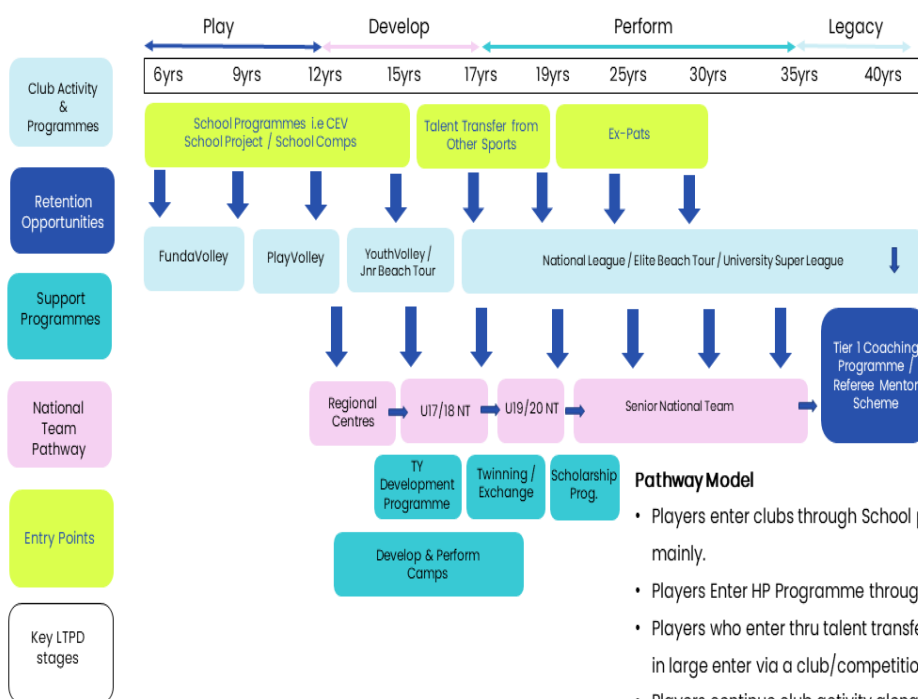 Play
Develop
Perform
Legacy
6yrs 9yrs 12yrs 15yrs 17yrs 19yrs 25yrs 30yrs 35yrs 40yrs
Club Activity
&
Programmes
School Programmes i.e CEV
School Project / School Comps
Talent Transfer from
Other Sports
Ex-Pats
Retention
Opportunities
FundaVolley
PlayVolley
YouthVolley /
Jnr Beach Tour
National League / Elite Beach Tour / University Super League
Support
Programmes
Tier 1 Coaching
Programme /
Referee Mentor
Scheme
National
Team
Pathway
Regional
Centres
U17/18 NT
U19/20 NT
Senior National Team
TY
Development
Programme
Twinning /
Exchange
Scholarship
Prog.
Entry Points
Develop & Perform
Camps
Key LTPD
stages
Pathway Model
• Players enter clubs through School
mainly.
• Players Enter HP Programme
• Players who enter thru talent
in large enter via a
• Players continue club activity